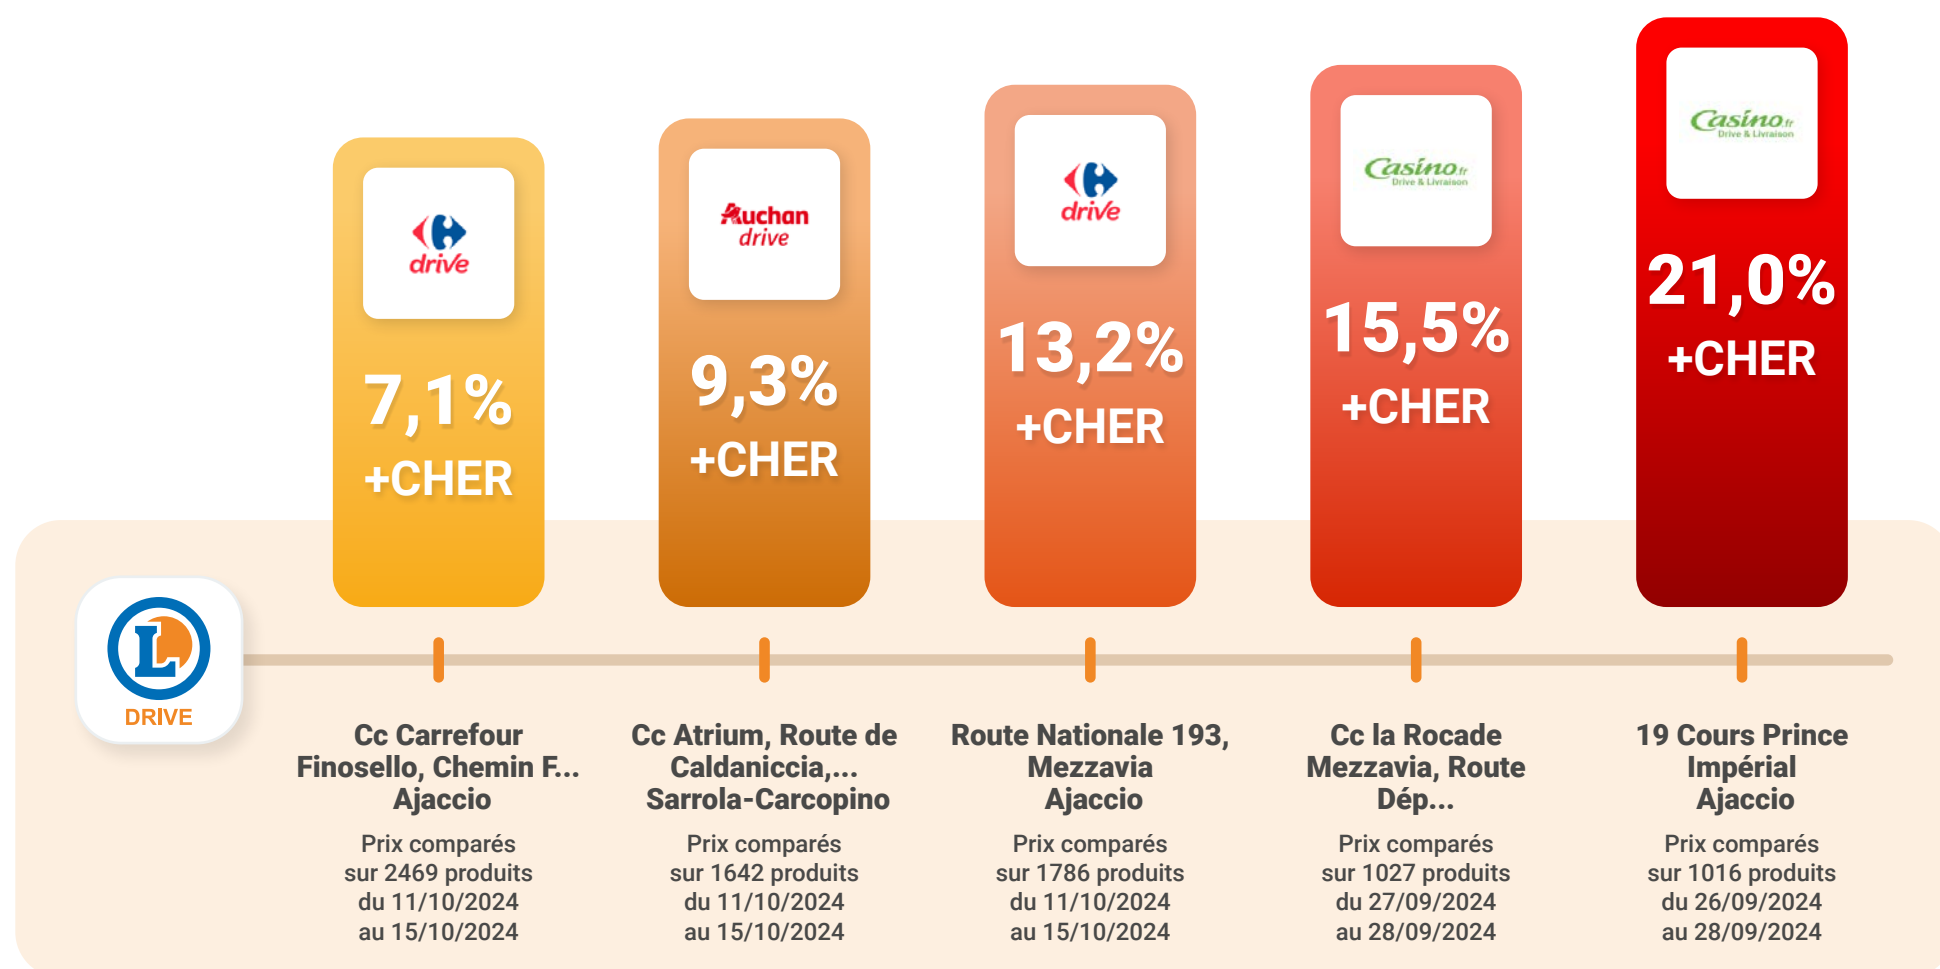 drive
7,1%
+CHER
Auchan
drive
9,3%
+CHER
drive
13,2%
+CHER
Casino.fr
Drive & Livraison
15,5%
+CHER
Casino.fr
Drive & Livraison
21,0%
+CHER
L
DRIVE
Cc Carrefour
Finosello, Chemin F...
Ajaccio
Prix comparés
sur 2469 produits
du 11/10/2024
au 15/10/2024
Cc Atrium, Route de
Caldaniccia,...
Sarrola-Carcopino
Prix comparés
sur 1642 produits
du 11/10/2024
au 15/10/2024
Route Nationale 193,
Mezzavia
Ajaccio
Prix comparés
sur 1786 produits
du 11/10/2024
au 15/10/2024
Cc la Rocade
Mezzavia, Route
Dép...
Prix comparés
sur 1027 produits
du 27/09/2024
au 28/09/2024
19 Cours Prince
Impérial
Ajaccio
Prix comparés
sur 1016 produits
du 26/09/2024
au 28/09/2024